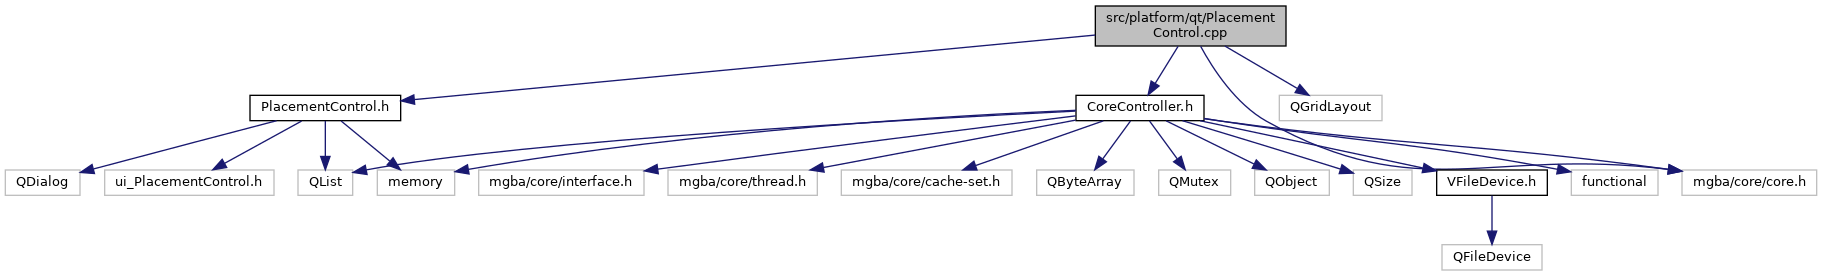 src/platform/qt/Placement
Control.cpp
PlacementControl.h
CoreController.h
QGridLayout
QDialog
ui_PlacementControl.h
QList
memory
mgba/core/interface.h
mgba/core/thread.h
mgba/core/cache-set.h
QByteArray
QMutex
QObject
QSize
VFileDevice.h
functional
mgba/core/core.h
QFileDevice